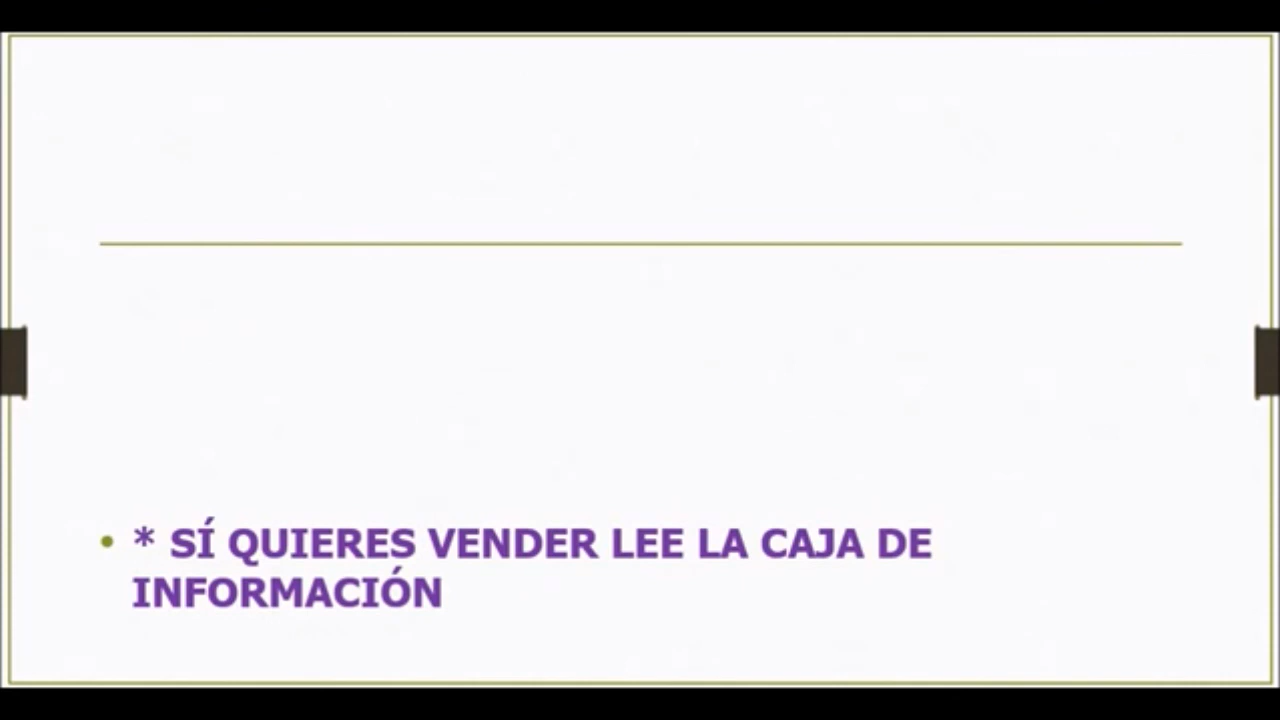 • * SÍ QUIERES VENDER LEE LA CAJA DE
INFORMACIÓN